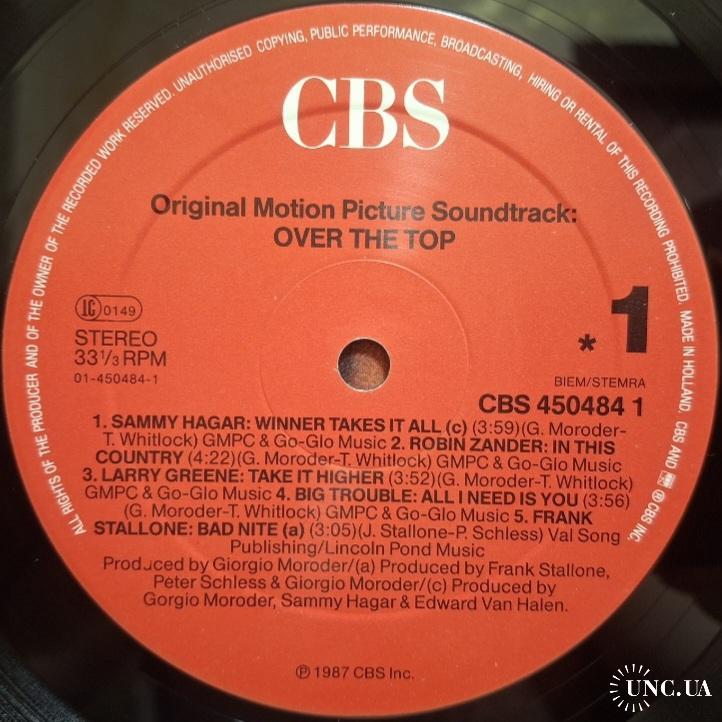 ALL RIGHTS OF THE PRODUCER AND OF THE OWNER OF THE RECORDED WORK RESERVED. UNAUTHORISED COPYING, PUBLIC PERFORMANCE, BROADCASTING, HIRING OR RENTAL OF THIS RECORDING PROHIBITED. MADE IN HOLLAND. CBS AND ® CBS INC.
CBS
Original Motion Picture Soundtrack:
OVER THE TOP
LC 0149
STEREO
33 1/3 RPM
01-450484-1
* 1
BIEM/STEMRA
CBS 450484 1
1. SAMMY HAGAR: WINNER TAKES IT ALL (c) (3:59)(G. Moroder-
T. Whitlock) GMPC & Go-Glo Music 2. ROBIN ZANDER: IN THIS
COUNTRY (4:22)(G. Moroder-T. Whitlock) GMPC & Go-Glo Music
3. LARRY GREENE: TAKE IT HIGHER (3:52)(G. Moroder-T. Whitlock)
GMPC & Go-Glo Music 4. BIG TROUBLE: ALL I NEED IS YOU (3:56)
(G. Moroder-T. Whitlock) GMPC & Go-Glo Music 5. FRANK
STALLONE: BAD NITE (a) (3:05)(J. Stallone-P. Schless) Val Song
Publishing/Lincoln Pond Music
Produced by Giorgio Moroder/(a) Produced by Frank Stallone,
Peter Schless & Giorgio Moroder/(c) Produced by
Gorgio Moroder, Sammy Hagar & Edward Van Halen.
℗ 1987 CBS Inc.
UNC.UA